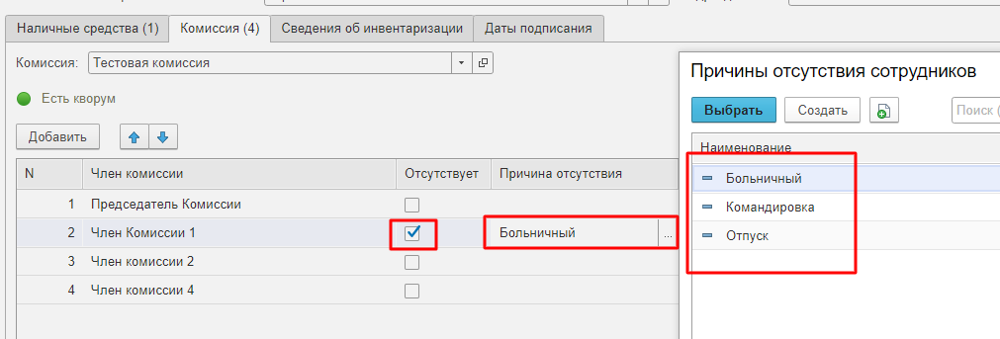 Наличные средства (1) Комиссия (4) Сведения об инвентаризации Даты подписания
Комиссия: Тестовая комиссия
Есть кворум
Добавить
N Член комиссии Отсутствует Причина отсутствия
1 Председатель Комиссии
2 Член Комиссии 1 Больничный ...
3 Член комиссии 2
4 Член комиссии 4
Причины отсутствия сотрудников
Выбрать Создать Поиск (
Наименование
Больничный
Командировка
Отпуск